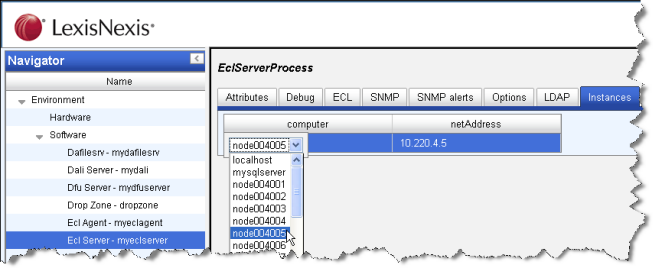 LexisNexis®
Navigator
Name
Environment
Hardware
Software
Dafilesrv - mydafilesrv
Dali Server - mydali
Dfu Server - mydfuserver
Drop Zone - dropzone
Ecl Agent - myeclagent
Ecl Server - myeclserver
EclServerProcess
Attributes Debug ECL SNMP SNMP alerts Options LDAP Instances
computer netAddress
node004005 10.220.4.5
localhost
mysqlserver
node004001
node004002
node004003
node004004
node004005
node004006